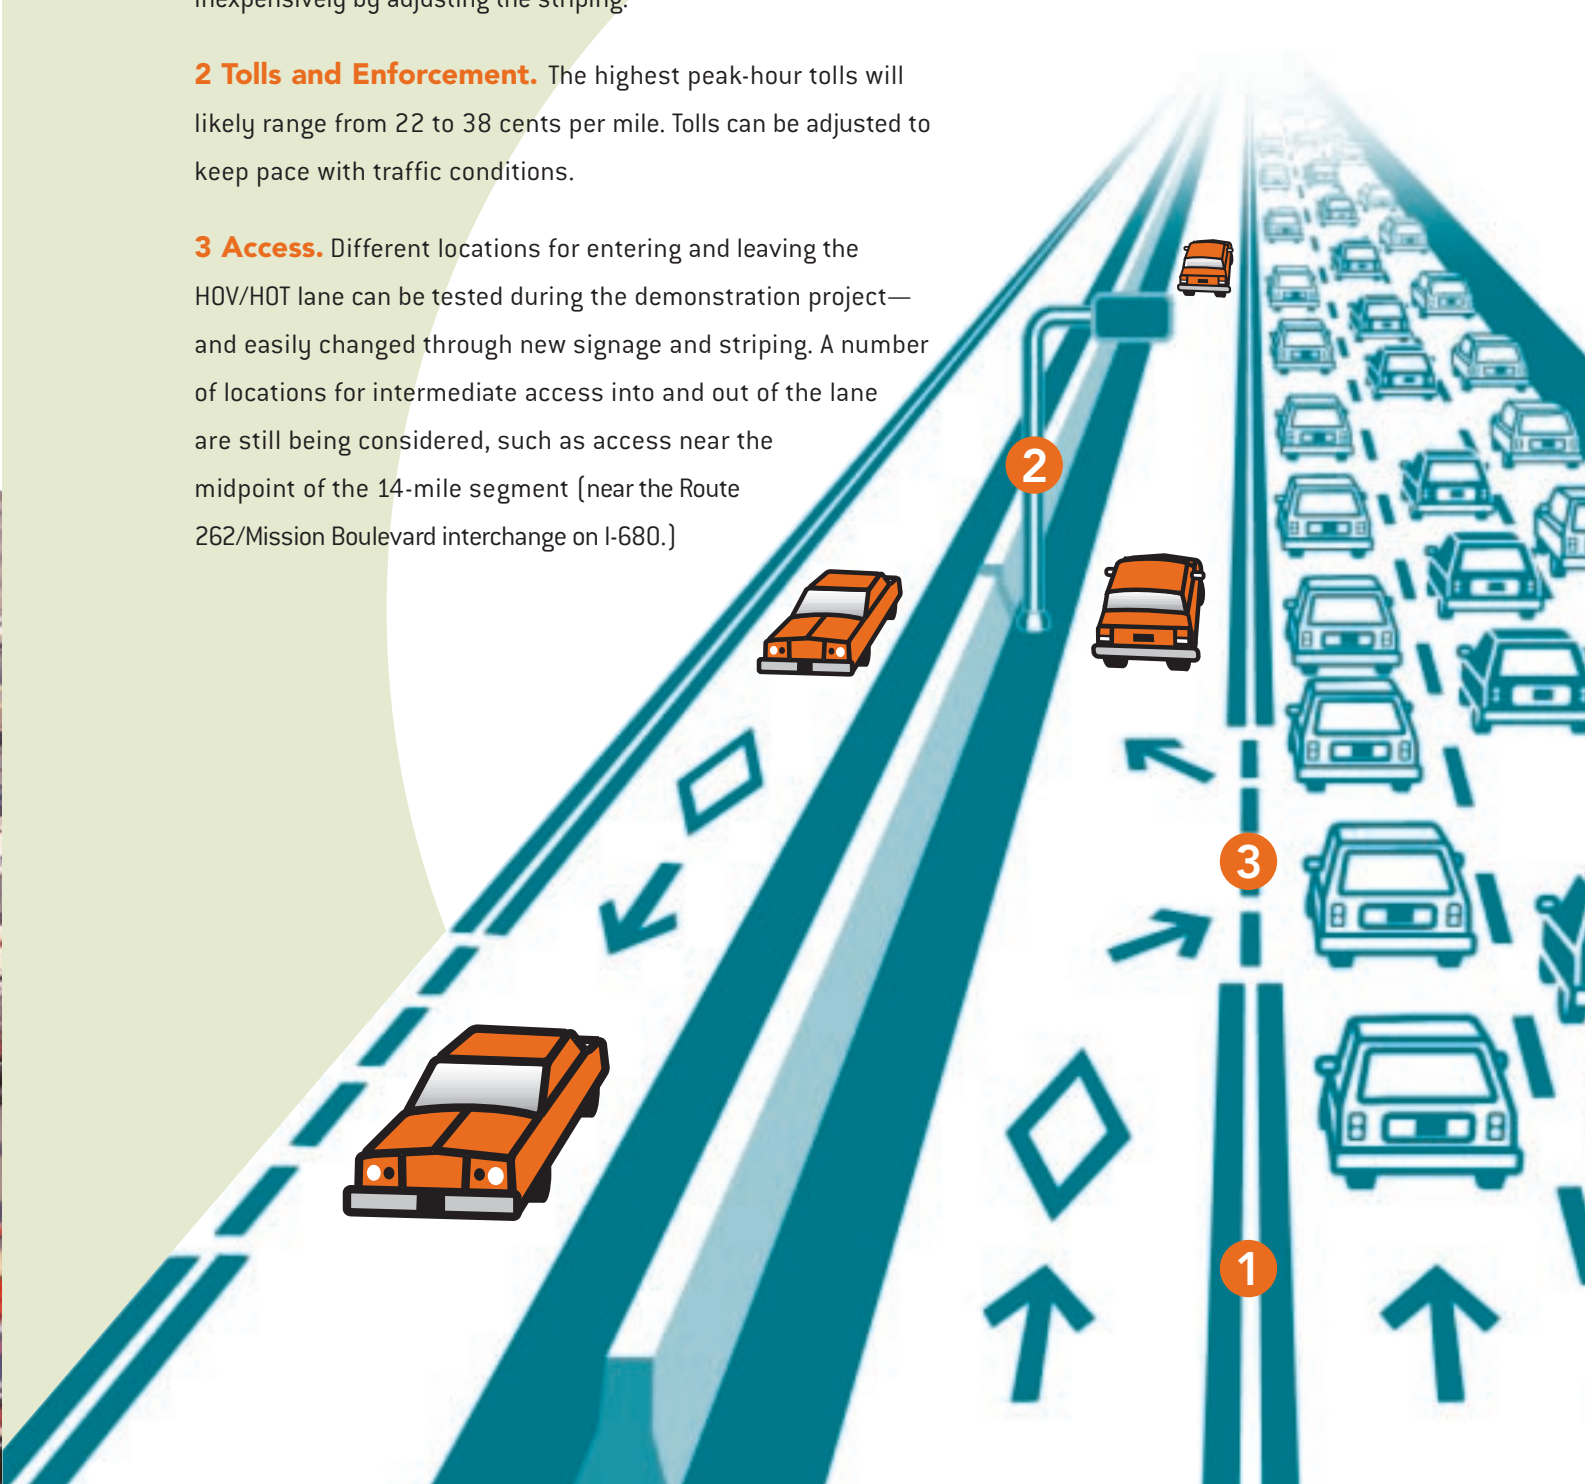 inexpensively by adjusting the striping.
2 Tolls and Enforcement. The highest peak-hour tolls will
likely range from 22 to 38 cents per mile. Tolls can be adjusted to
keep pace with traffic conditions.
3 Access. Different locations for entering and leaving the
HOV/HOT lane can be tested during the demonstration project—
and easily changed through new signage and striping. A number
of locations for intermediate access into and out of the lane
are still being considered, such as access near the
midpoint of the 14-mile segment (near the Route
262/Mission Boulevard interchange on I-680.)
2
3
1